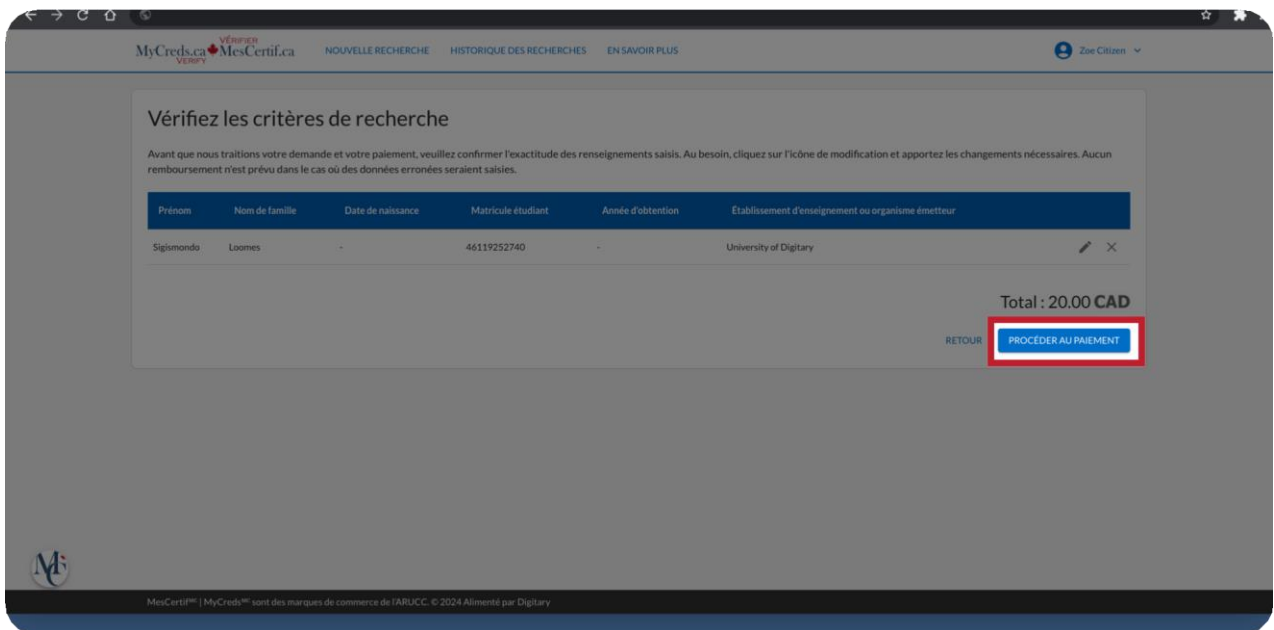 VÉRIFIER
MyCreds.ca MesCertif.ca
VERIFY
NOUVELLE RECHERCHE HISTORIQUE DES RECHERCHES EN SAVOIR PLUS
Zoe Citizen
Vérifiez les critères de recherche
Avant que nous traitions votre demande et votre paiement, veuillez confirmer l'exactitude des renseignements saisis. Au besoin, cliquez sur l'icône de modification et apportez les changements nécessaires. Aucun
remboursement n'est prévu dans le cas où des données erronées seraient saisies.
Prénom Nom de famille Date de naissance Matricule étudiant Année d'obtention Établissement d'enseignement ou organisme émetteur
Sigismondo Loomes - 46119252740 - University of Digitary
Total : 20.00 CAD
RETOUR PROCÉDER AU PAIEMENT
MC
MesCertifᴹᶜ | MyCredsᴹᶜ sont des marques de commerce de l'ARUCC. © 2024 Alimenté par Digitary